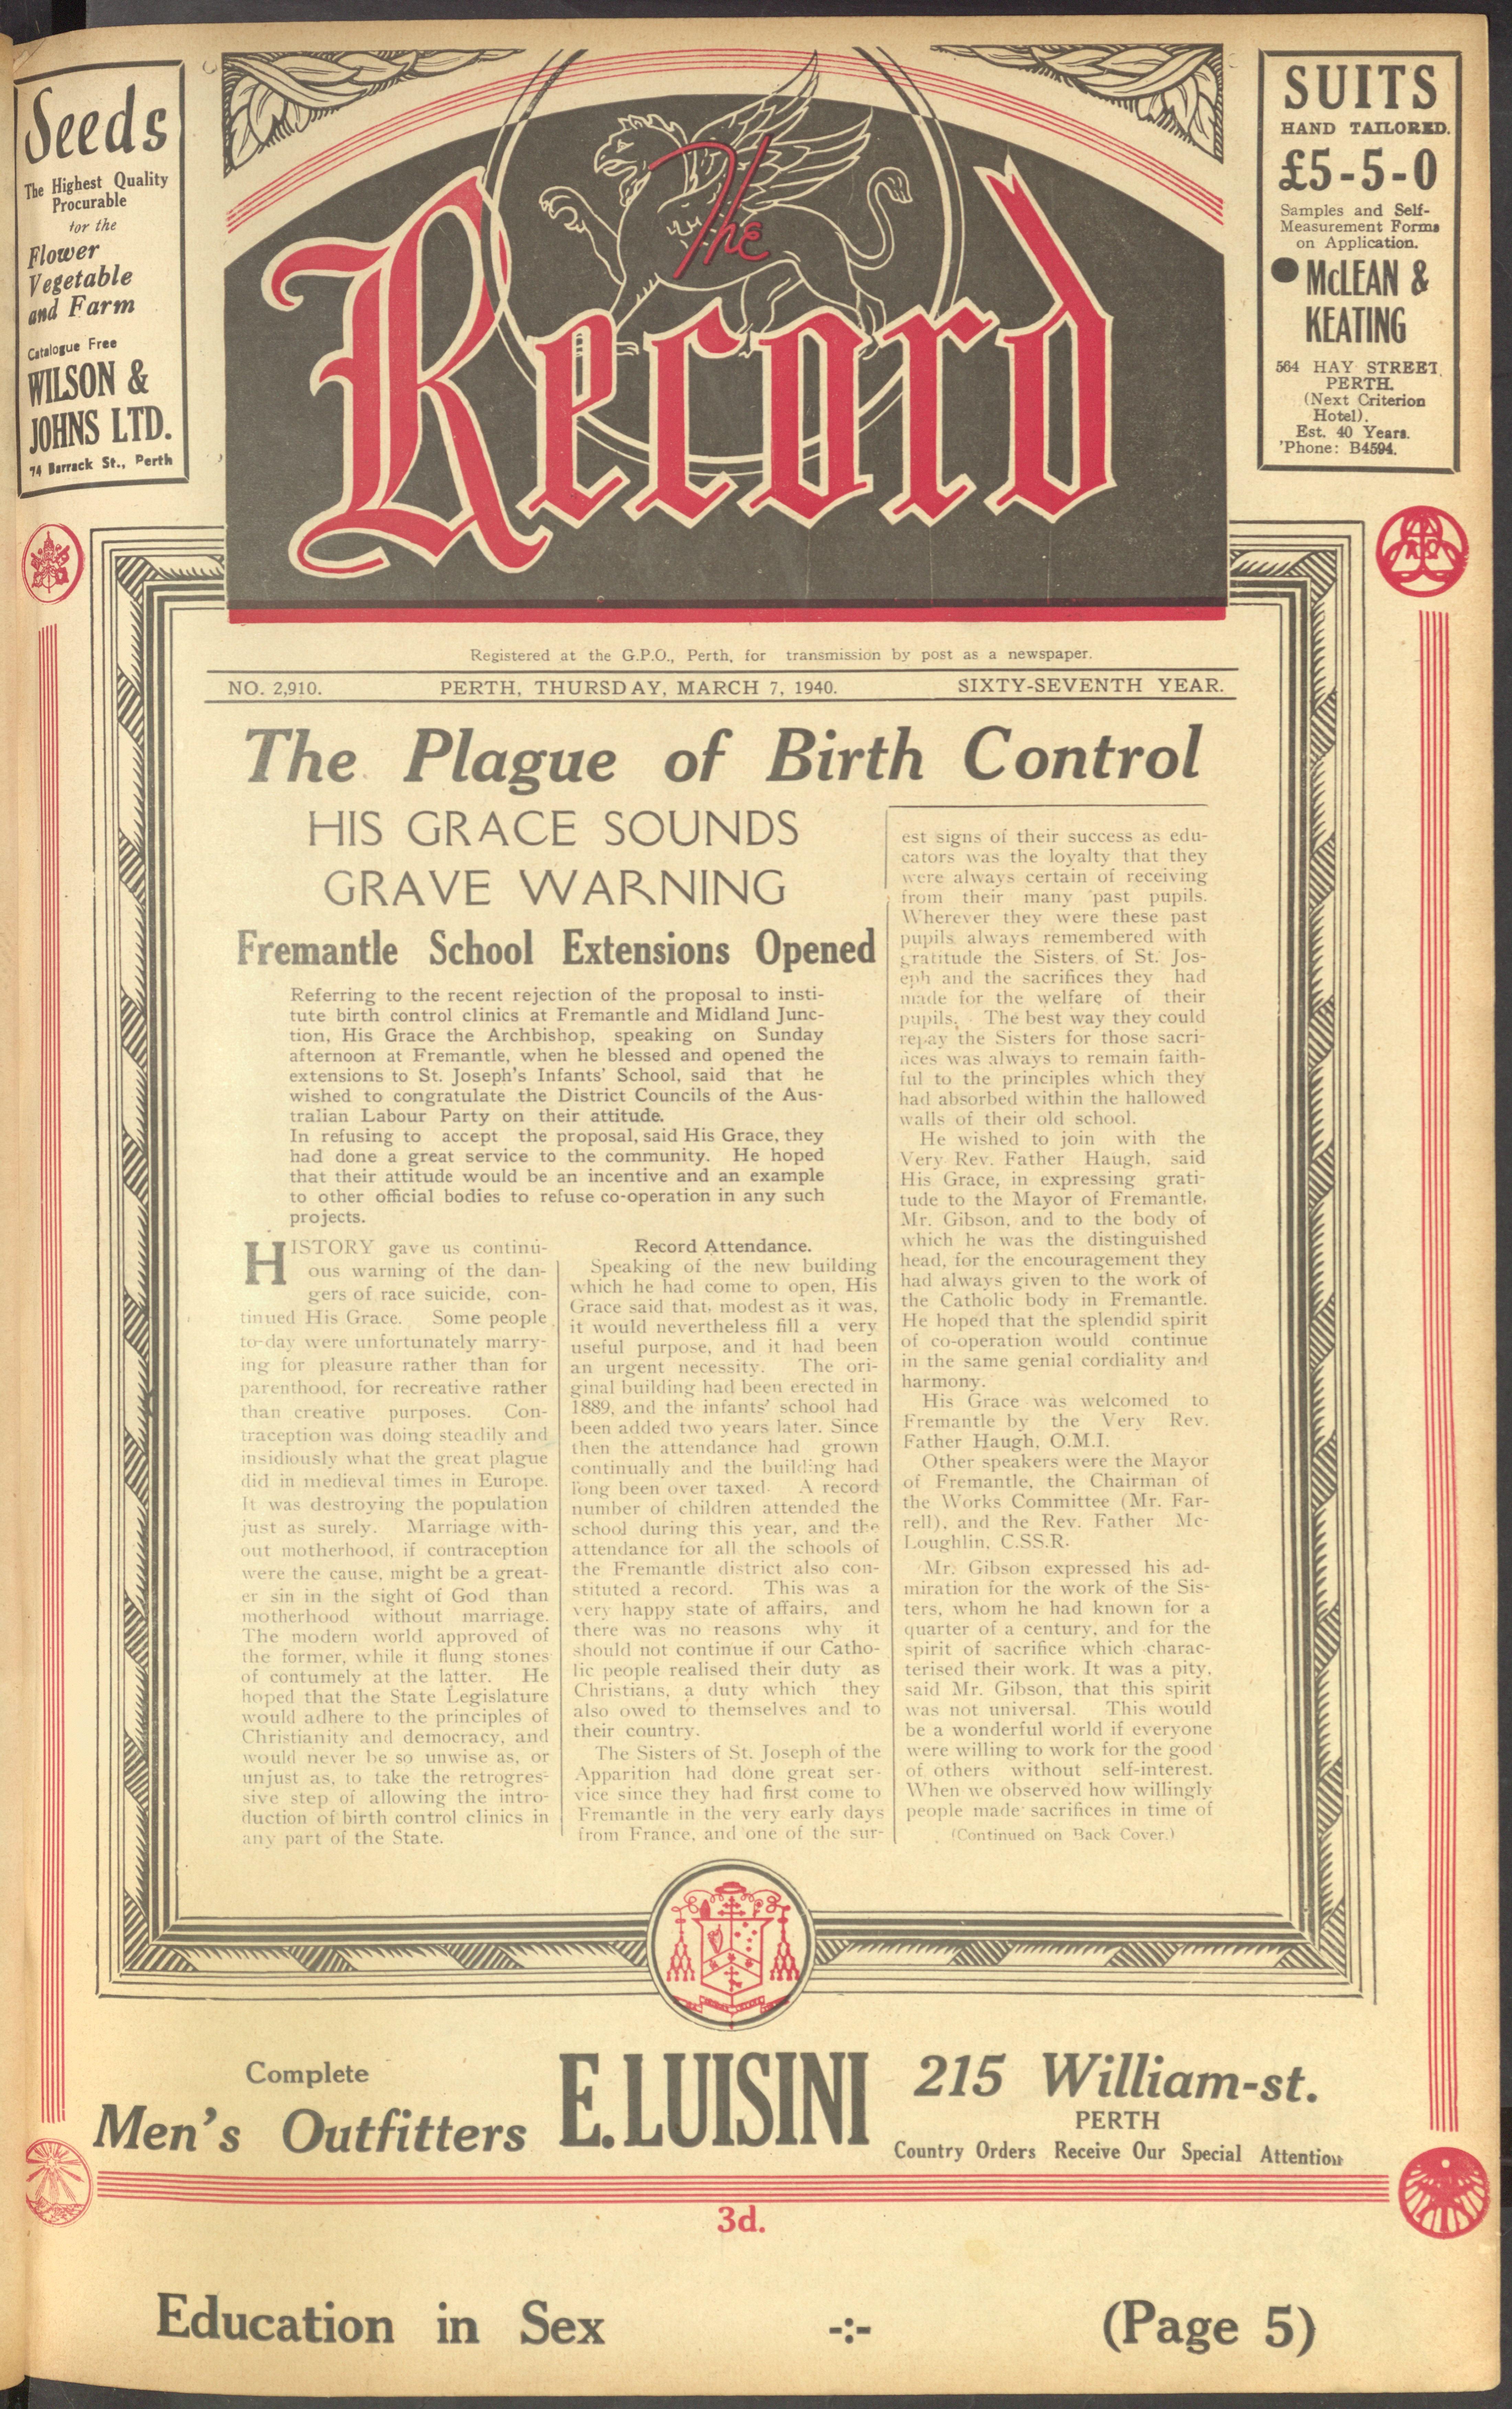 Seeds
The Highest Quality
Procurable
for the
Flower
Vegetable
and Farm
Catalogue Free
WILSON &
JOHNS LTD.
74 Barrack St., Perth
The
Record
SUITS
HAND TAILORED.
£5-5-0
Samples and Self-
Measurement Forms
on Application.
McLEAN &
KEATING
564 HAY STREET,
PERTH.
(Next Criterion
Hotel).
Est. 40 Years.
'Phone: B4594.
Registered at the G.P.O., Perth, for transmission by post as a newspaper.
NO. 2,910. PERTH, THURSDAY, MARCH 7, 1940. SIXTY-SEVENTH YEAR.
The Plague of Birth Control
HIS GRACE SOUNDS
GRAVE WARNING
Fremantle School Extensions Opened
Referring to the recent rejection of the proposal to insti-
tute birth control clinics at Fremantle and Midland Junc-
tion, His Grace the Archbishop, speaking on Sunday
afternoon at Fremantle, when he blessed and opened the
extensions to St. Joseph's Infants' School, said that he
wished to congratulate the District Councils of the Aus-
tralian Labour Party on their attitude.
In refusing to accept the proposal, said His Grace, they
had done a great service to the community. He hoped
that their attitude would be an incentive and an example
to other official bodies to refuse co-operation in any such
projects.
HISTORY gave us continu-
ous warning of the dan-
gers of race suicide, con-
tinued His Grace. Some people
to-day were unfortunately marry-
ing for pleasure rather than for
parenthood, for recreative rather
than creative purposes. Con-
traception was doing steadily and
insidiously what the great plague
did in medieval times in Europe.
It was destroying the population
just as surely. Marriage with-
out motherhood, if contraception
were the cause, might be a great-
er sin in the sight of God than
motherhood without marriage.
The modern world approved of
the former, while it flung stones
of contumely at the latter. He
hoped that the State Legislature
would adhere to the principles of
Christianity and democracy, and
would never be so unwise as, or
unjust as, to take the retrogres-
sive step of allowing the intro-
duction of birth control clinics in
any part of the State.
Record Attendance.
Speaking of the new building
which he had come to open, His
Grace said that, modest as it was,
it would nevertheless fill a very
useful purpose, and it had been
an urgent necessity. The ori-
ginal building had been erected in
1889, and the infants' school had
been added two years later. Since
then the attendance had grown
continually and the building had
long been over taxed. A record
number of children attended the
school during this year, and the
attendance for all the schools of
the Fremantle district also con-
stituted a record. This was a
very happy state of affairs, and
there was no reasons why it
should not continue if our Catho-
lic people realised their duty as
Christians, a duty which they
also owed to themselves and to
their country.
The Sisters of St. Joseph of the
Apparition had done great ser-
vice since they had first come to
Fremantle in the very early days
from France, and one of the sur-
est signs of their success as edu-
cators was the loyalty that they
were always certain of receiving
from their many past pupils.
Wherever they were these past
pupils always remembered with
gratitude the Sisters of St. Jos-
eph and the sacrifices they had
made for the welfare of their
pupils. The best way they could
repay the Sisters for those sacri-
fices was always to remain faith-
ful to the principles which they
had absorbed within the hallowed
walls of their old school.
He wished to join with the
Very Rev. Father Haugh, said
His Grace, in expressing grati-
tude to the Mayor of Fremantle,
Mr. Gibson, and to the body of
which he was the distinguished
head, for the encouragement they
had always given to the work of
the Catholic body in Fremantle.
He hoped that the splendid spirit
of co-operation would continue
in the same genial cordiality and
harmony.
His Grace was welcomed to
Fremantle by the Very Rev.
Father Haugh, O.M.I.
Other speakers were the Mayor
of Fremantle, the Chairman of
the Works Committee (Mr. Far-
rell), and the Rev. Father Mc-
Loughlin, C.SS.R.
Mr. Gibson expressed his ad-
miration for the work of the Sis-
ters, whom he had known for a
quarter of a century, and for the
spirit of sacrifice which charac-
terised their work. It was a pity,
said Mr. Gibson, that this spirit
was not universal. This would
be a wonderful world if everyone
were willing to work for the good
of others without self-interest.
When we observed how willingly
people made sacrifices in time of
(Continued on Back Cover.)
Complete
Men's Outfitters
E. LUISINI
215 William-st.
PERTH
Country Orders Receive Our Special Attention
3d.
Education in Sex -:- (Page 5)